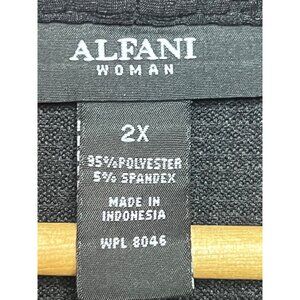 ALFANI
WOMAN
2X
95% POLYESTER
5% SPANDEX
MADE IN
INDONESIA
WPL 8046